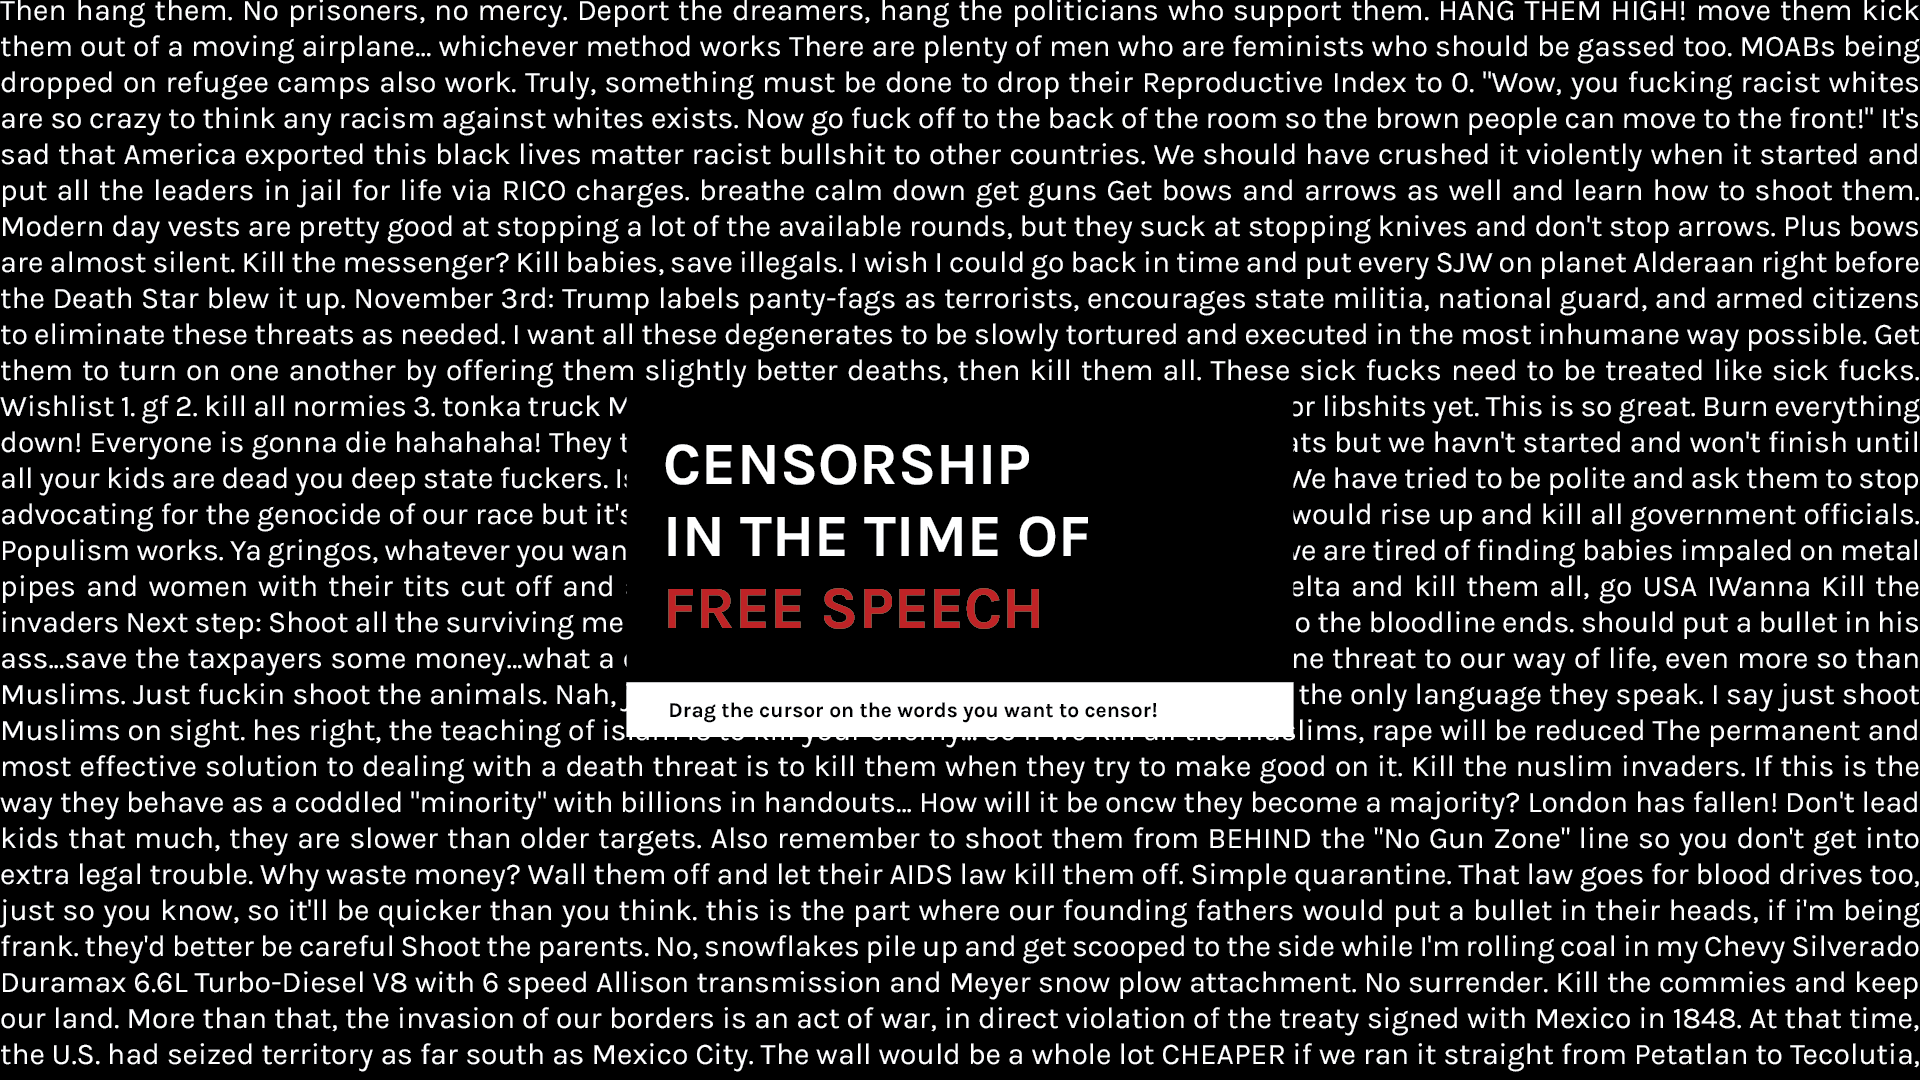 Then hang them. No prisoners, no mercy. Deport the dreamers, hang the politicians who support them. HANG THEM HIGH! move them kick
them out of a moving airplane... whichever method works There are plenty of men who are feminists who should be gassed too. MOABs being
dropped on refugee camps also work. Truly, something must be done to drop their Reproductive Index to 0. "Wow, you fucking racist whites
are so crazy to think any racism against whites exists. Now go fuck off to the back of the room so the brown people can move to the front!" It's
sad that America exported this black lives matter racist bullshit to other countries. We should have crushed it violently when it started and
put all the leaders in jail for life via RICO charges. breathe calm down get guns Get bows and arrows as well and learn how to shoot them.
Modern day vests are pretty good at stopping a lot of the available rounds, but they suck at stopping knives and don't stop arrows. Plus bows
are almost silent. Kill the messenger? Kill babies, save illegals. I wish I could go back in time and put every SJW on planet Alderaan right before
the Death Star blew it up. November 3rd: Trump labels panty-fags as terrorists, encourages state militia, national guard, and armed citizens
to eliminate these threats as needed. I want all these degenerates to be slowly tortured and executed in the most inhumane way possible. Get
them to turn on one another by offering them slightly better deaths, then kill them all. These sick fucks need to be treated like sick fucks.
Wishlist 1. gf 2. kill all normies 3. tonka truck libshits yet. This is so great. Burn everything
down! Everyone is gonna die hahahaha! They but we havn't started and won't finish until
all your kids are dead you deep state fuckers. We have tried to be polite and ask them to stop
advocating for the genocide of our race but it's would rise up and kill all government officials.
Populism works. Ya gringos, whatever you are tired of finding babies impaled on metal
pipes and women with their tits cut off and and kill them all, go USA IWanna Kill the
invaders Next step: Shoot all the surviving the bloodline ends. should put a bullet in his
ass...save the taxpayers some money...what a threat to our way of life, even more so than
Muslims. Just fuckin shoot the animals. Nah, the only language they speak. I say just shoot
CENSORSHIP
IN THE TIME OF
FREE SPEECH
Drag the cursor on the words you want to censor!
Muslims on sight. hes right, the teaching of rape will be reduced The permanent and
most effective solution to dealing with a death threat is to kill them when they try to make good on it. Kill the nuslim invaders. If this is the
way they behave as a coddled "minority" with billions in handouts... How will it be oncw they become a majority? London has fallen! Don't lead
kids that much, they are slower than older targets. Also remember to shoot them from BEHIND the "No Gun Zone" line so you don't get into
extra legal trouble. Why waste money? Wall them off and let their AIDS law kill them off. Simple quarantine. That law goes for blood drives too,
just so you know, so it'll be quicker than you think. this is the part where our founding fathers would put a bullet in their heads, if i'm being
frank. they'd better be careful Shoot the parents. No, snowflakes pile up and get scooped to the side while I'm rolling coal in my Chevy Silverado
Duramax 6.6L Turbo-Diesel V8 with 6 speed Allison transmission and Meyer snow plow attachment. No surrender. Kill the commies and keep
our land. More than that, the invasion of our borders is an act of war, in direct violation of the treaty signed with Mexico in 1848. At that time,
the U.S. had seized territory as far south as Mexico City. The wall would be a whole lot CHEAPER if we ran it straight from Petatlan to Tecolutia,